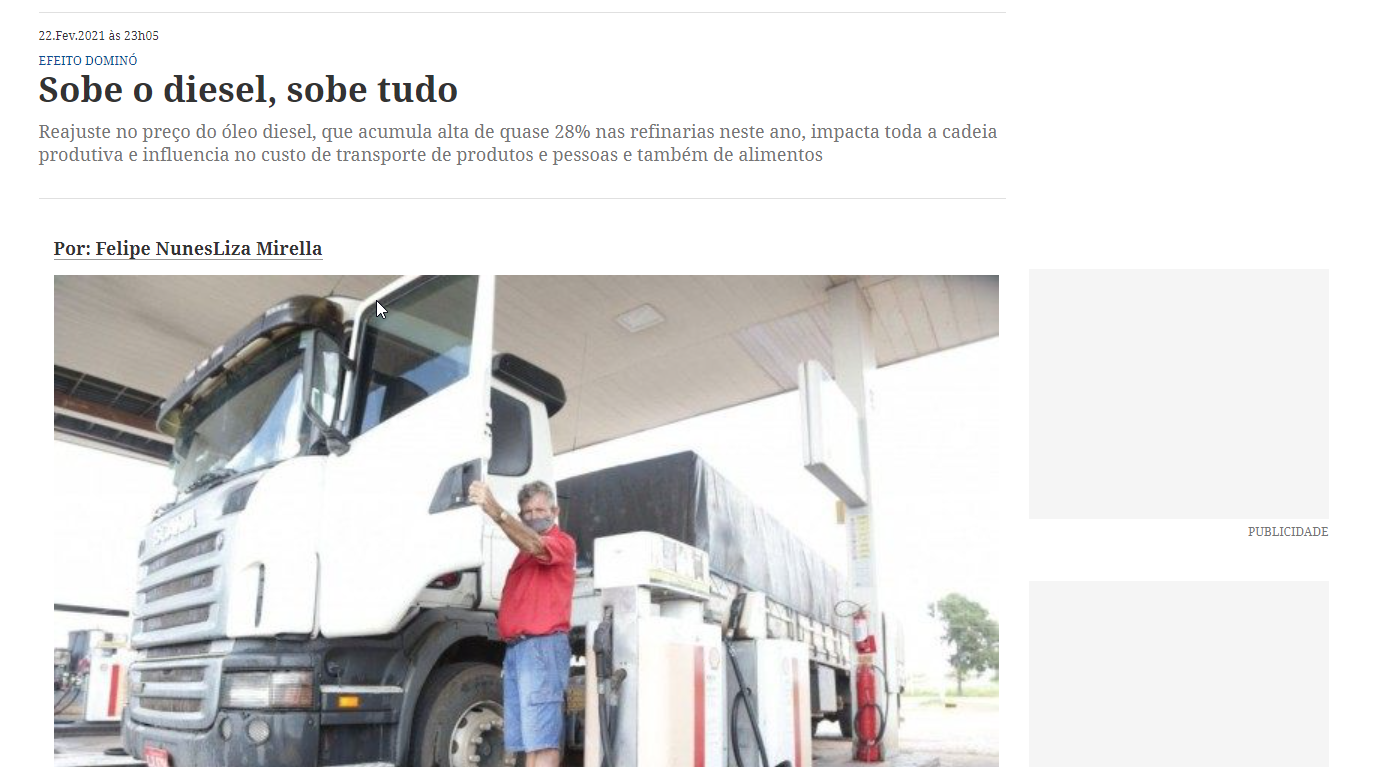 22.Fev.2021 às 23h05
EFEITO DOMINÓ
Sobe o diesel, sobe tudo
Reajuste no preço do óleo diesel, que acumula alta de quase 28% nas refinarias neste ano, impacta toda a cadeia
produtiva e influencia no custo de transporte de produtos e pessoas e também de alimentos
Por: Felipe NunesLiza Mirella
SCANIA
PUBLICIDADE